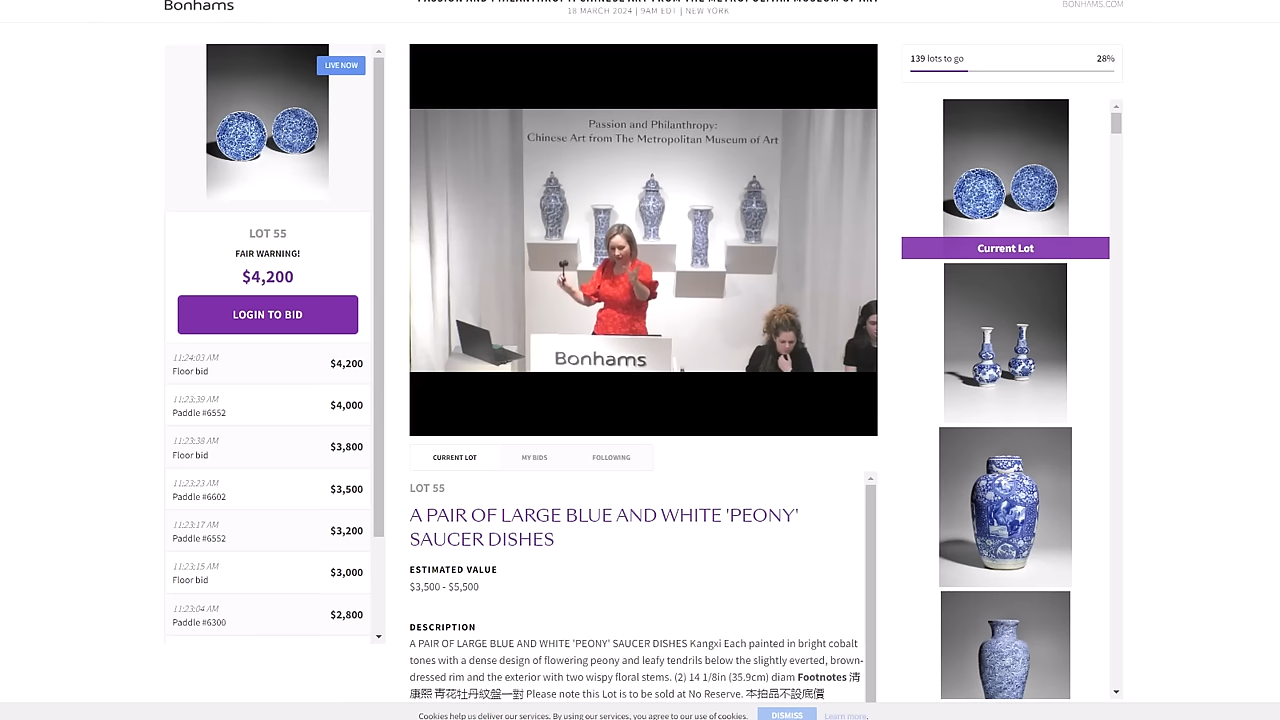 Bonhams
PASSION AND PHILANTHROPY: CHINESE ART FROM THE METROPOLITAN MUSEUM OF ART
18 MARCH 2024 | 9AM EDT | NEW YORK
BONHAMS.COM
LIVE NOW
LOT 55
FAIR WARNING!
$4,200
LOGIN TO BID
11:24:03 AM
Floor bid
$4,200
11:23:39 AM
Paddle #6552
$4,000
11:23:38 AM
Floor bid
$3,800
11:23:23 AM
Paddle #6602
$3,500
11:23:17 AM
Paddle #6552
$3,200
11:23:15 AM
Floor bid
$3,000
11:23:04 AM
Paddle #6300
$2,800
Passion and Philanthropy:
Chinese Art from The Metropolitan Museum of Art
Bonhams
CURRENT LOT
MY BIDS
FOLLOWING
LOT 55
A PAIR OF LARGE BLUE AND WHITE 'PEONY'
SAUCER DISHES
ESTIMATED VALUE
$3,500 - $5,500
DESCRIPTION
A PAIR OF LARGE BLUE AND WHITE 'PEONY' SAUCER DISHES Kangxi Each painted in bright cobalt
tones with a dense design of flowering peony and leafy tendrils below the slightly everted, brown-
dressed rim and the exterior with two wispy floral stems. (2) 14 1/8in (35.9cm) diam Footnotes 清
康熙 青花牡丹紋盤一對 Please note this Lot is to be sold at No Reserve. 本拍品不設底價
139 lots to go
28%
Current Lot
Cookies help us deliver our services. By using our services, you agree to our use of cookies.
DISMISS
Learn more.